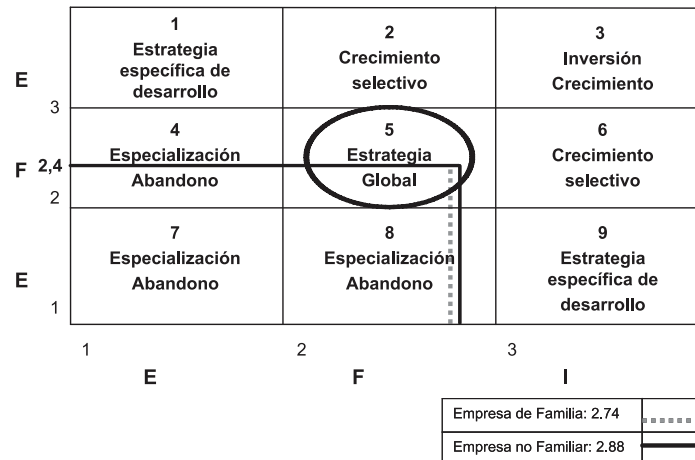 1
Estrategia
específica de
desarrollo
2
Crecimiento
selectivo
3
Inversión
Crecimiento
E
3
4
Especialización
Abandono
5
Estrategia
Global
6
Crecimiento
selectivo
F 2,4
2
7
Especialización
Abandono
8
Especialización
Abandono
9
Estrategia
específica de
desarrollo
E
1
1 2 3
E F I
Empresa de Familia: 2.74
Empresa no Familiar: 2.88